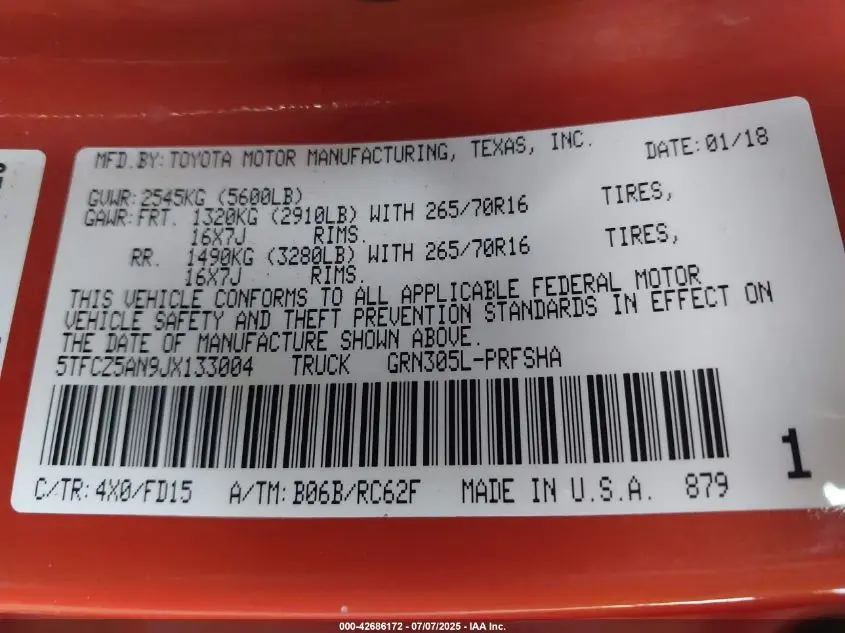 MFD.BY:TOYOTA MOTOR MANUFACTURING, TEXAS, INC. DATE:01/18
GVWR:2545KG (5600LB)
GAWR:FRT. 1320KG (2910LB) WITH 265/70R16 TIRES,
16X7J RIMS.
RR. 1490KG (3280LB) WITH 265/70R16 TIRES,
16X7J RIMS.
THIS VEHICLE CONFORMS TO ALL APPLICABLE FEDERAL MOTOR
VEHICLE SAFETY AND THEFT PREVENTION STANDARDS IN EFFECT ON
THE DATE OF MANUFACTURE SHOWN ABOVE.
5TFCZ5AN9JX133004 TRUCK GRN305L-PRFSHA
C/TR:4X0/FD15 A/TM:B06B/RC62F MADE IN U.S.A. 879
1
000-42686172 - 07/07/2025 - IAA Inc.